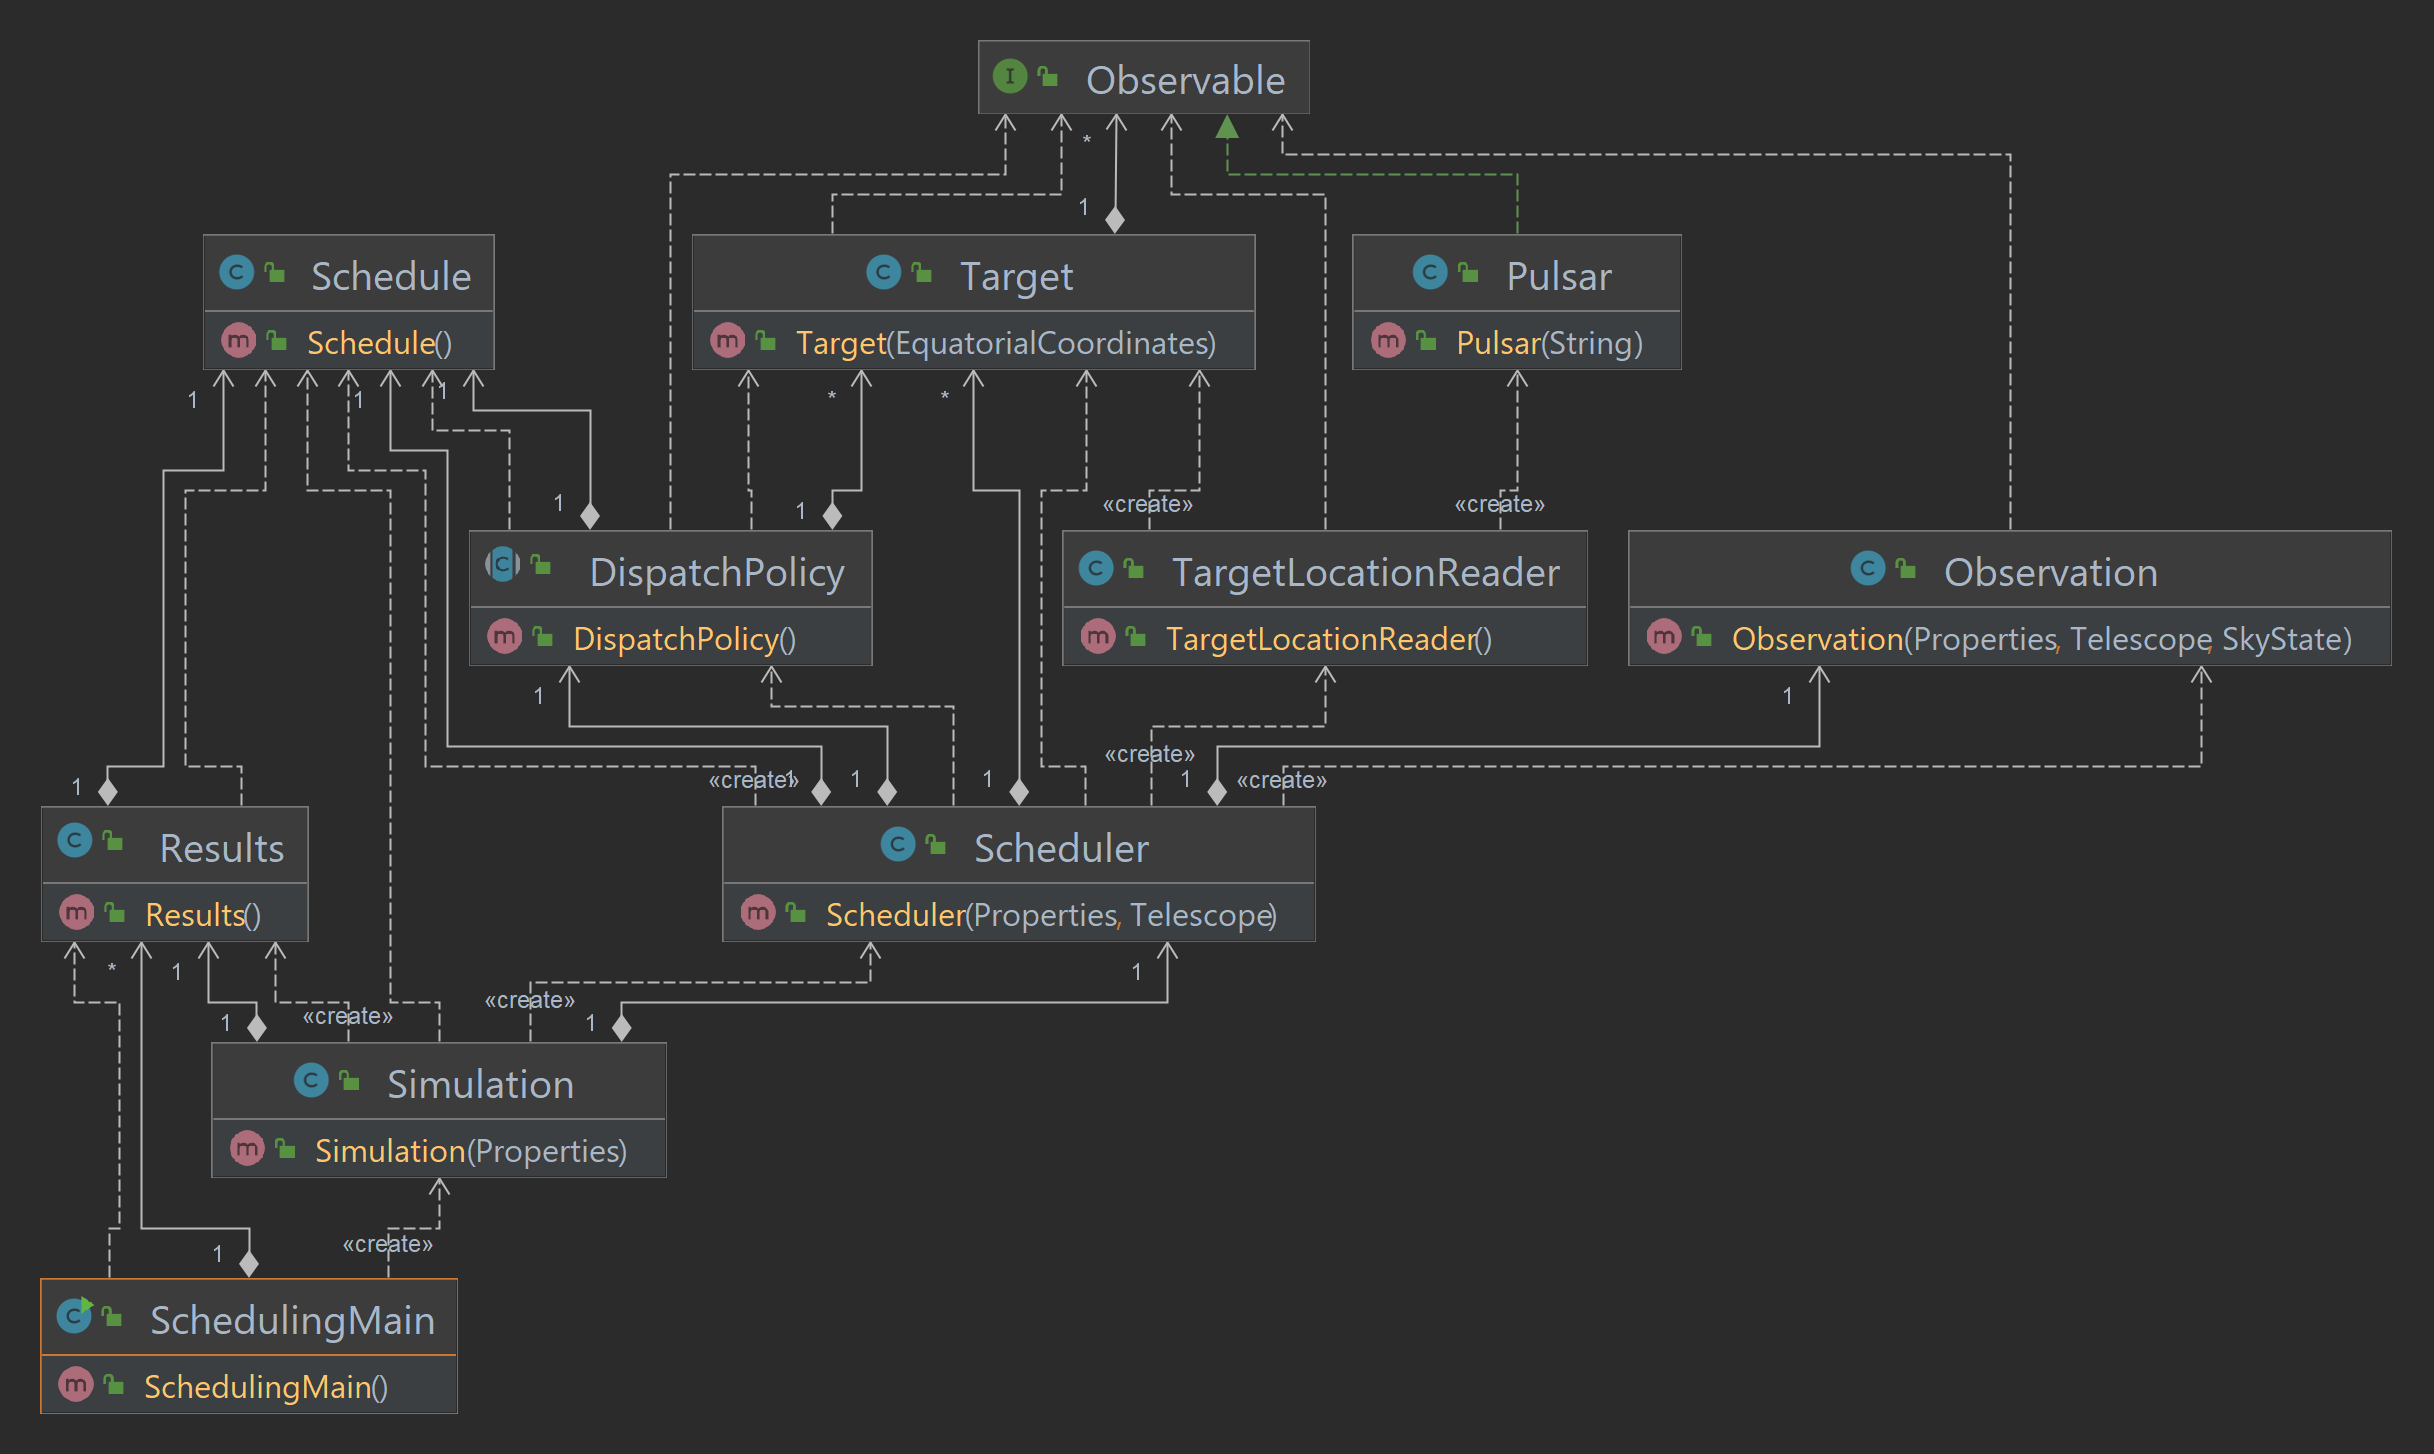 Observable
*
1
Schedule
Schedule()
Target
Target(EquatorialCoordinates)
Pulsar
Pulsar(String)
1
1
1
*
*
1
1
«create»
«create»
DispatchPolicy
DispatchPolicy()
TargetLocationReader
TargetLocationReader()
Observation
Observation(Properties, Telescope, SkyState)
1
1
1
«create»
1
1
1
«create»
1
«create»
Results
Results()
Scheduler
Scheduler(Properties, Telescope)
*
1
1
1
«create»
«create»
1
Simulation
Simulation(Properties)
1
«create»
SchedulingMain
SchedulingMain()